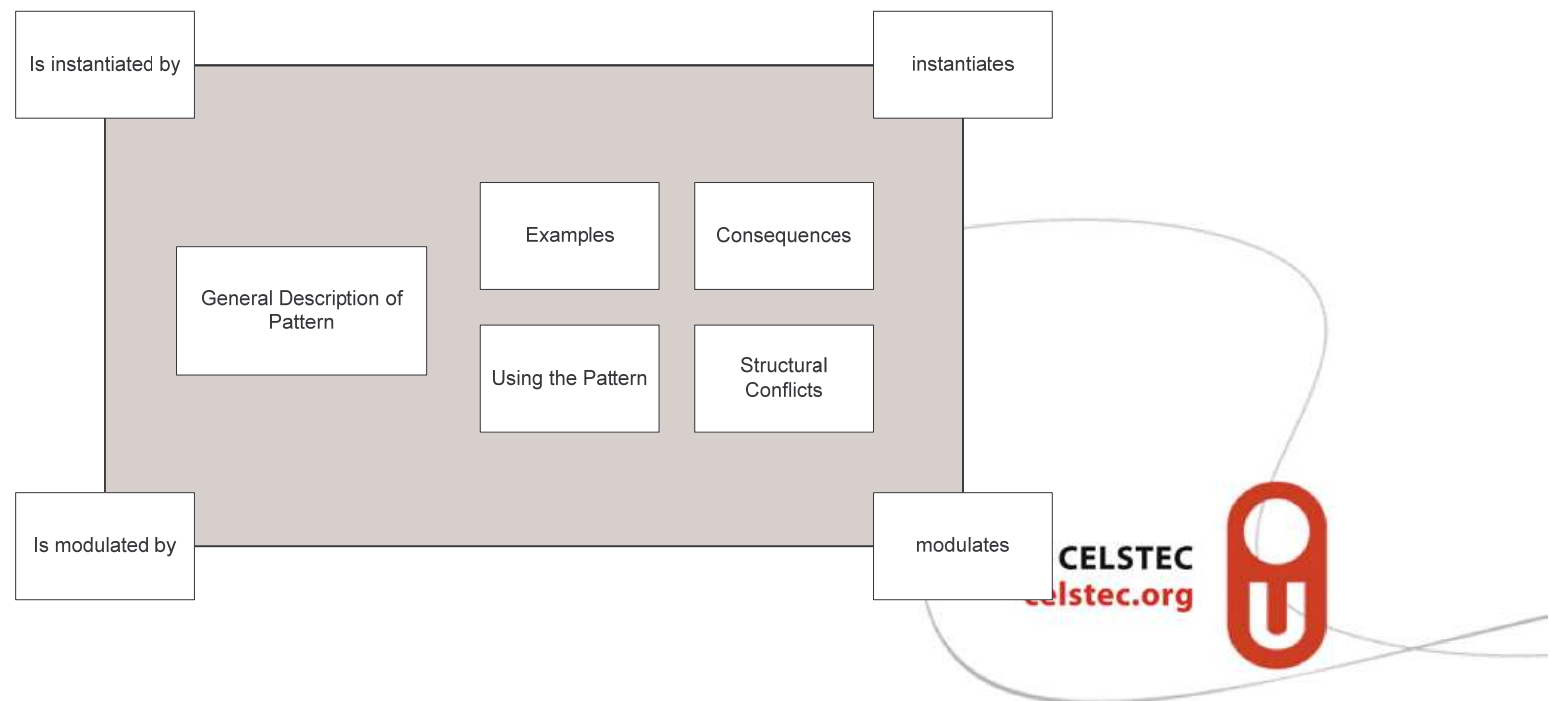 Is instantiated by
instantiates
Examples
Consequences
General Description of
Pattern
Using the Pattern
Structural
Conflicts
Is modulated by
modulates
CELSTEC
celstec.org